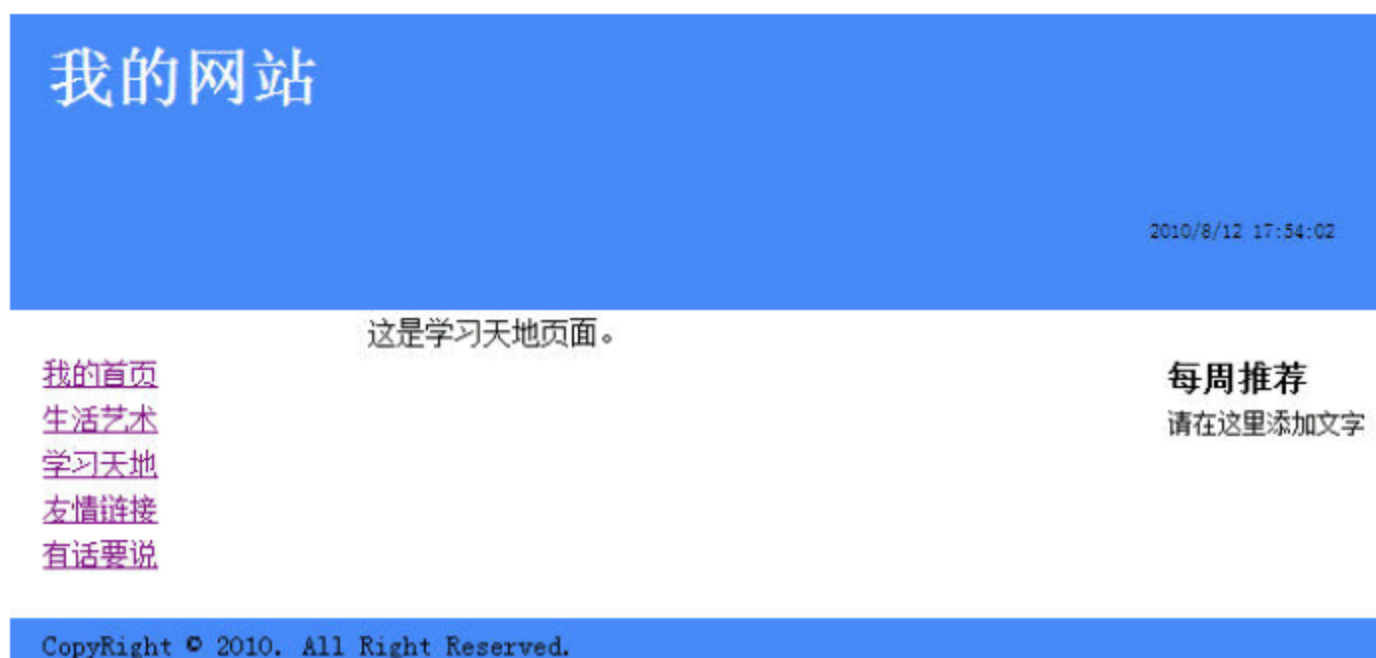 我的网站
2010/8/12 17:54:02
这是学习天地页面。
我的首页
生活艺术
学习天地
友情链接
有话要说
每周推荐
请在这里添加文字
CopyRight © 2010. All Right Reserved.